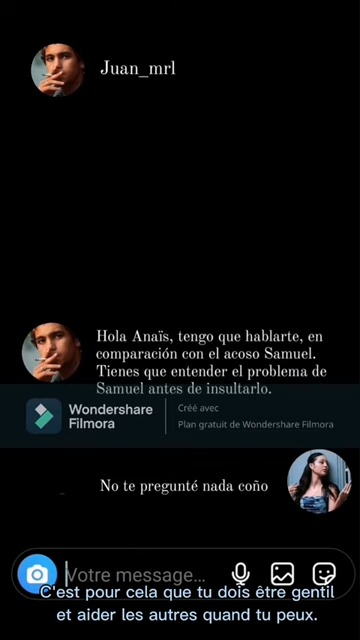 Juan_mrl
Hola Anaïs, tengo que hablarte, en
comparación con el acoso Samuel.
Tienes que entender el problema de
Samuel antes de insultarlo.
Wondershare
Filmora
Créé avec
Plan gratuit de Wondershare Filmora
No te pregunté nada coño
Votre message...
C'est pour cela que tu dois être gentil
et aider les autres quand tu peux.